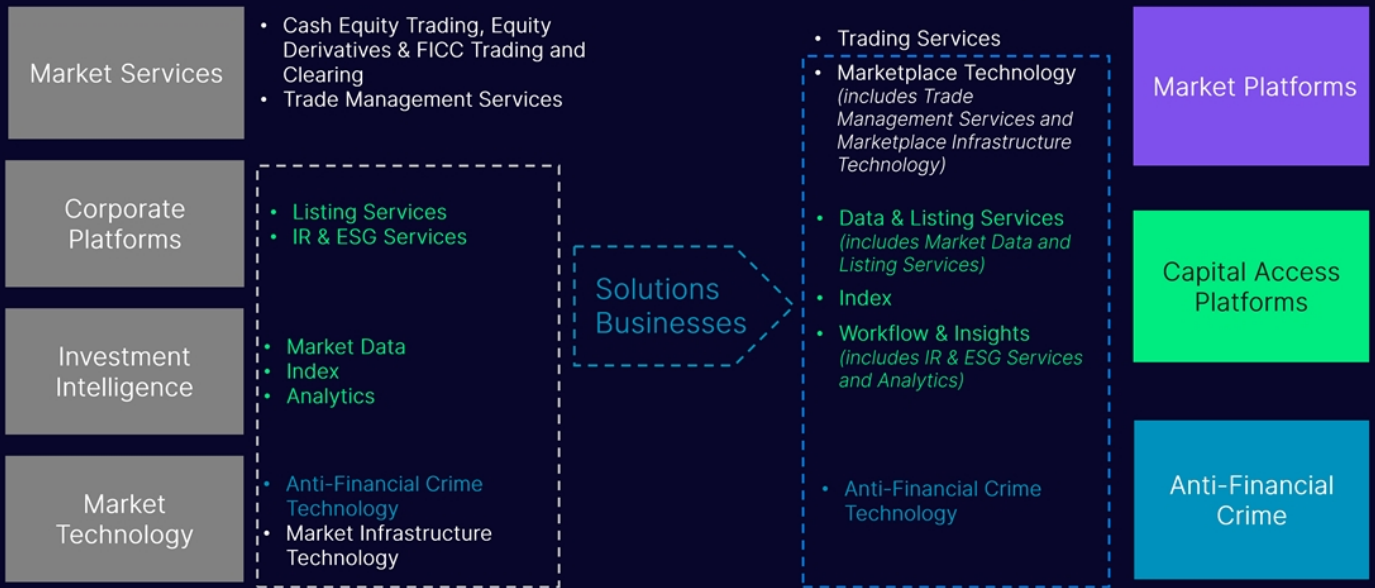 Market Services
• Cash Equity Trading, Equity
Derivatives & FICC Trading and
Clearing
• Trade Management Services
Corporate
Platforms
• Listing Services
• IR & ESG Services
Investment
Intelligence
• Market Data
• Index
• Analytics
Market
Technology
• Anti-Financial Crime
Technology
• Market Infrastructure
Technology
Solutions
Businesses
• Trading Services
• Marketplace Technology
(includes Trade
Management Services and
Marketplace Infrastructure
Technology)
• Data & Listing Services
(includes Market Data and
Listing Services)
• Index
• Workflow & Insights
(includes IR & ESG Services
and Analytics)
• Anti-Financial Crime
Technology
Market Platforms
Capital Access
Platforms
Anti-Financial
Crime